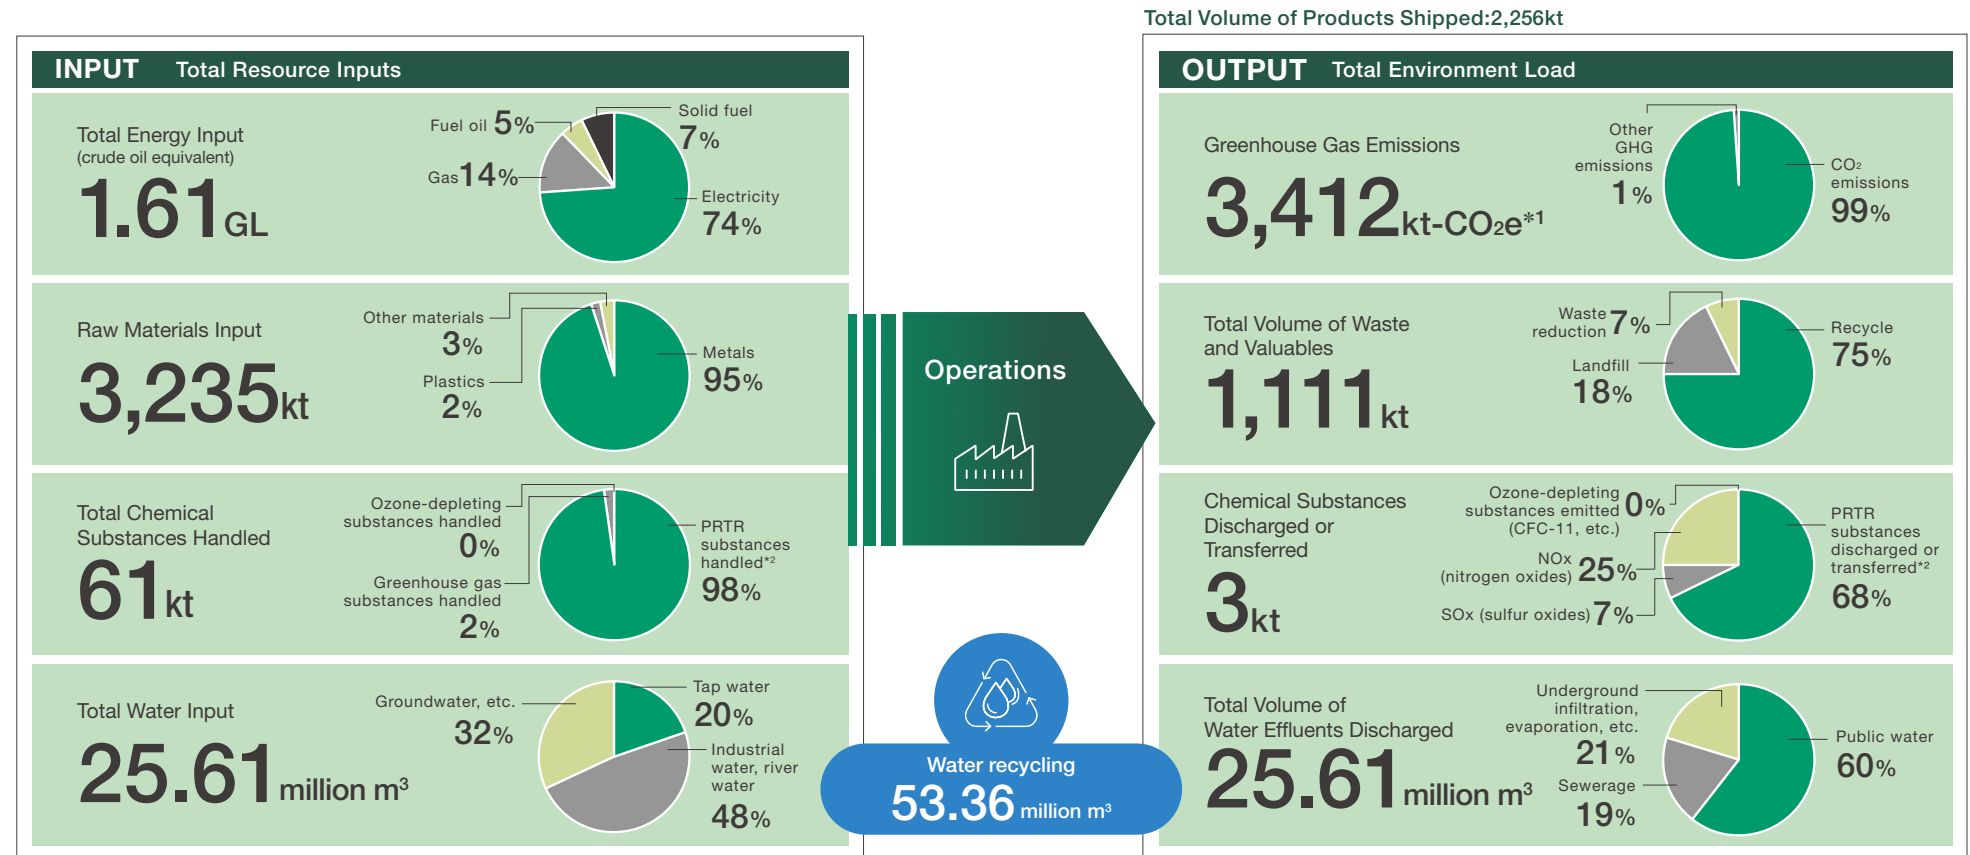 Total Volume of Products Shipped:2,256kt
INPUT Total Resource Inputs
Total Energy Input
(crude oil equivalent)
1.61GL
Fuel oil 5%
Solid fuel
7%
Gas14%
Electricity
74%
Raw Materials Input
3,235kt
Other materials
3%
Plastics
2%
Metals
95%
Total Chemical
Substances Handled
61kt
Ozone-depleting
substances handled
0%
Greenhouse gas
substances handled
2%
PRTR
substances
handled*2
98%
Total Water Input
25.61million m3
Groundwater, etc.
32%
Tap water
20%
Industrial
water, river
water
48%
Operations
Water recycling
53.36 million m3
OUTPUT Total Environment Load
Greenhouse Gas Emissions
3,412kt-CO2e*1
Other
GHG
emissions
1%
CO2
emissions
99%
Total Volume of Waste
and Valuables
1,111kt
Waste
reduction 7%
Landfill
18%
Recycle
75%
Chemical Substances
Discharged or
Transferred
3kt
Ozone-depleting
substances emitted
(CFC-11, etc.)
0%
NOx
(nitrogen oxides) 25%
SOx (sulfur oxides) 7%
PRTR
substances
discharged or
transferred*2
68%
Total Volume of
Water Effluents Discharged
25.61million m3
Underground
infiltration,
evaporation, etc.
21%
Sewerage
19%
Public water
60%